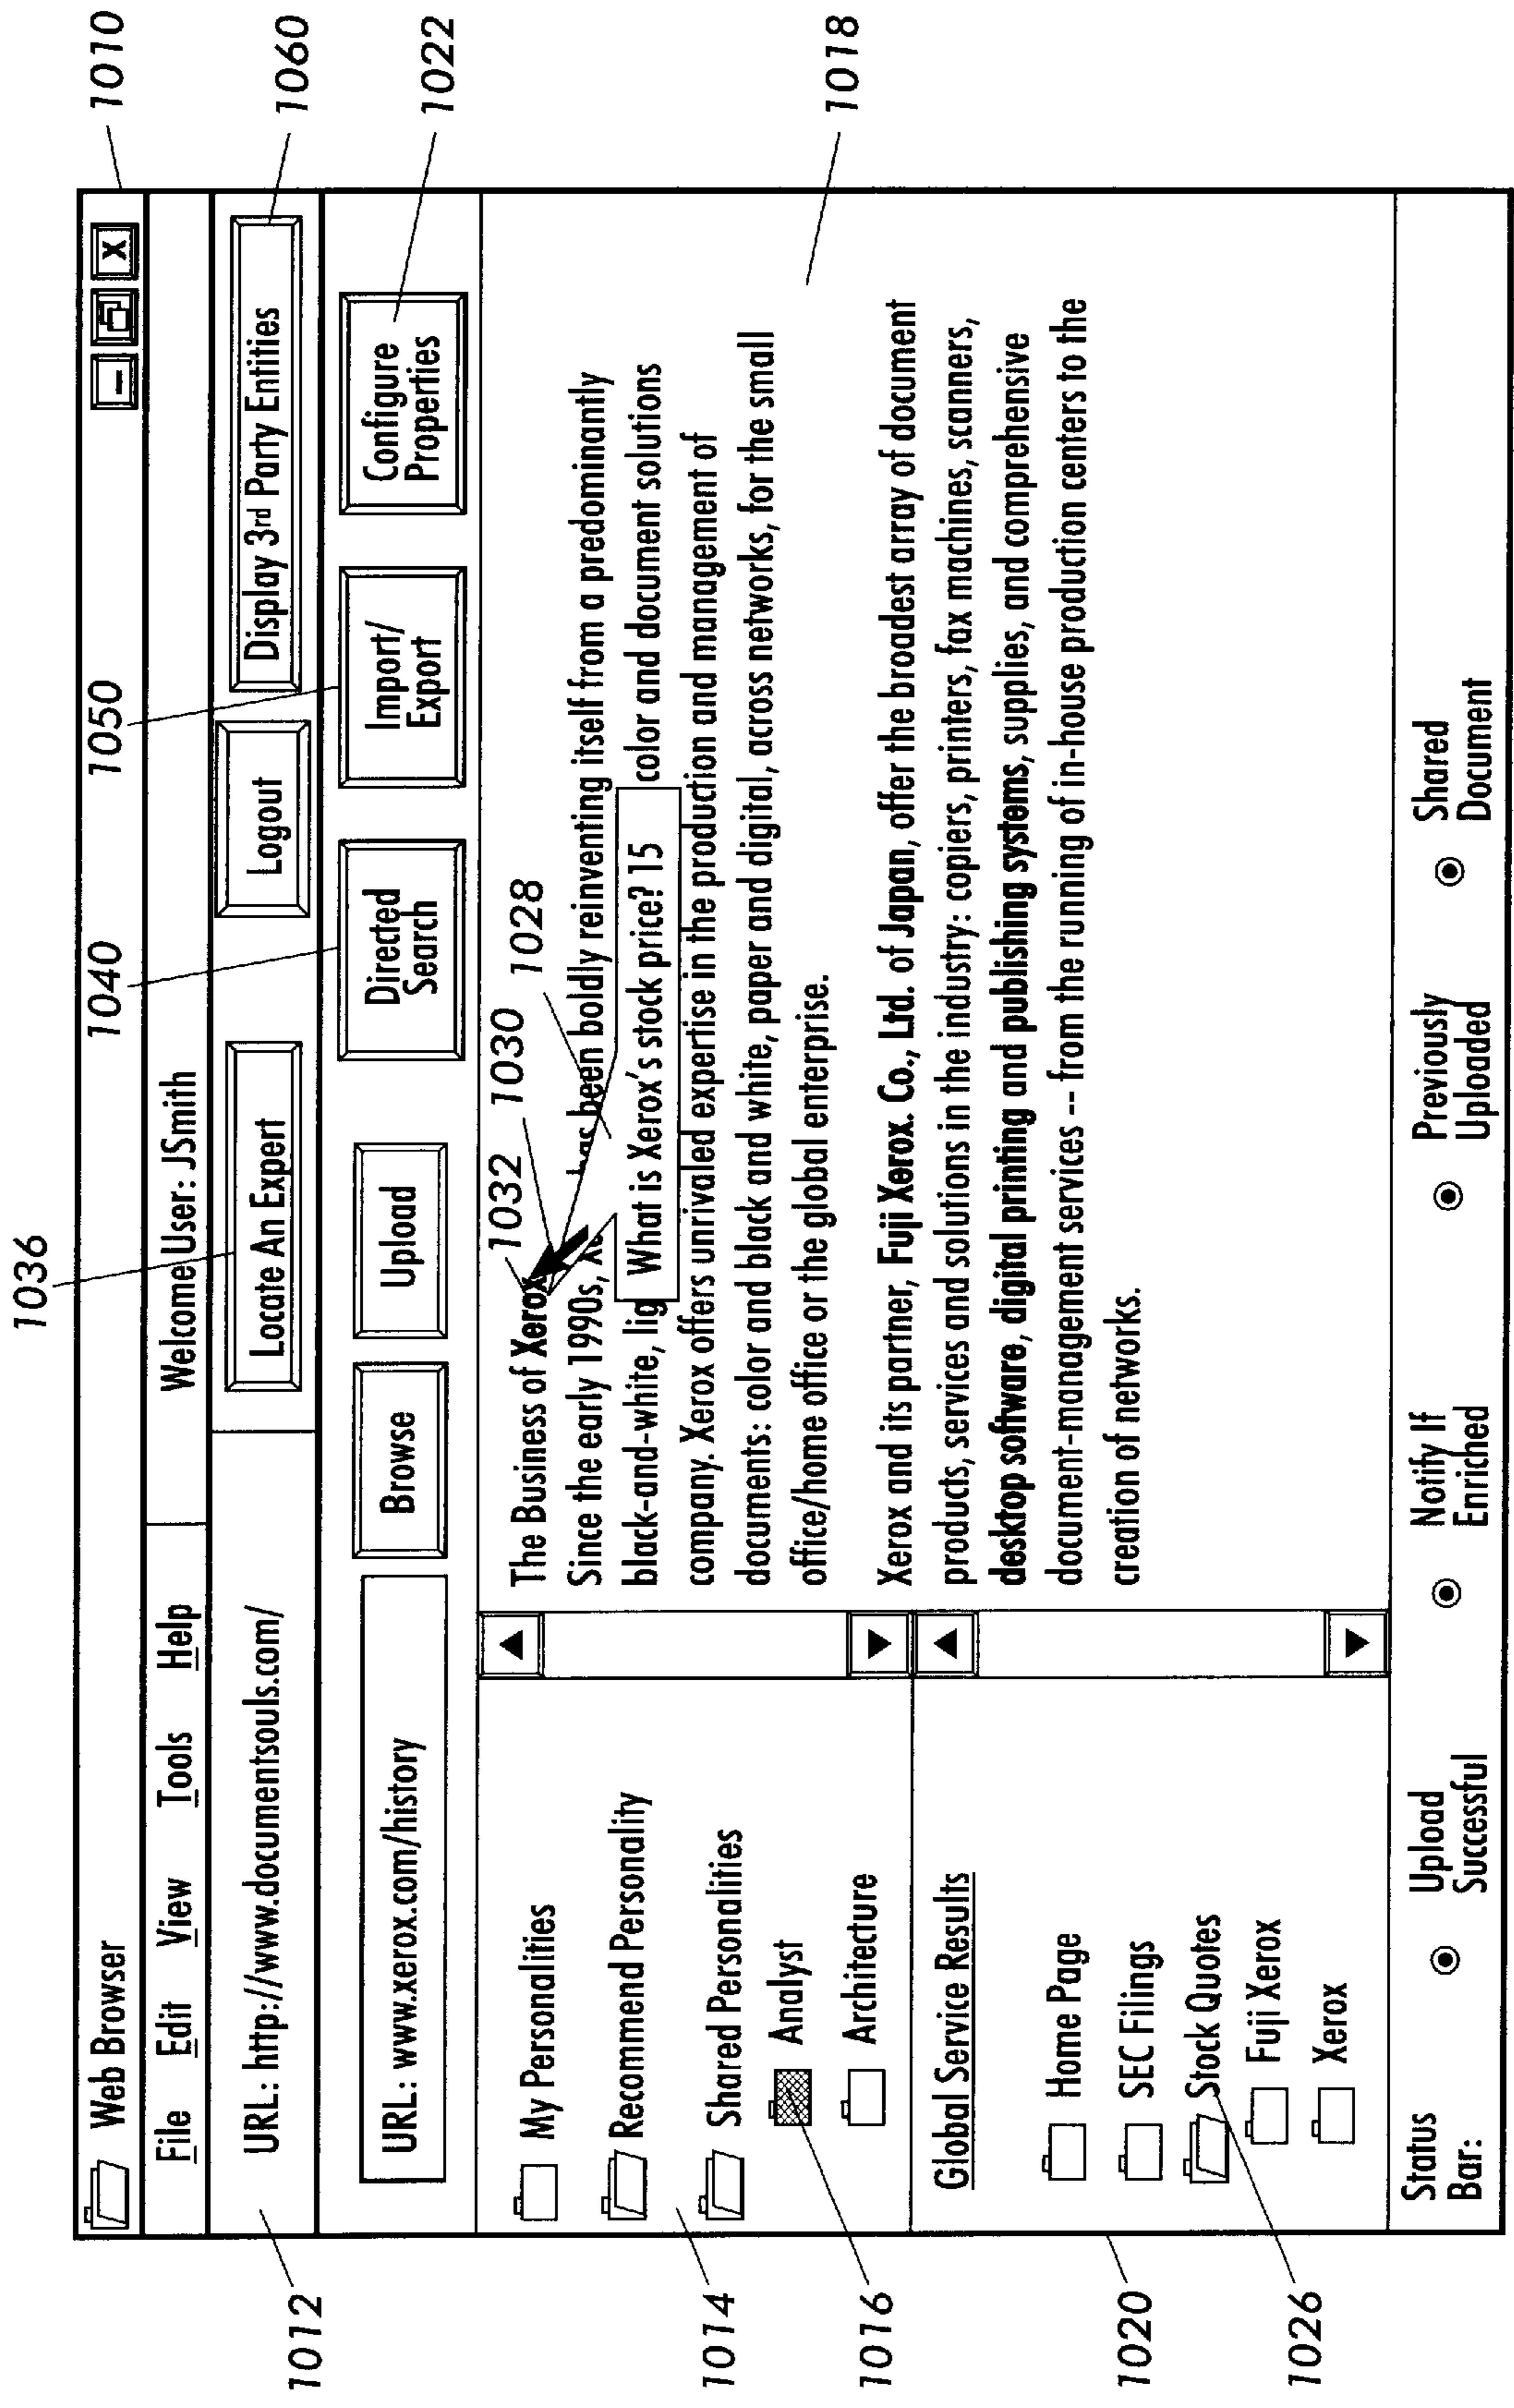 1036
1040
1050
1010
1060
1022
Web Browser
X
File Edit View Tools Help
Welcome User: JSmith
URL: http://www.documentsouls.com/
Locate An Expert
Logout
Display 3rd Party Entities
URL: www.xerox.com/history
Browse
Upload
Directed
Search
Import/
Export
Configure
Properties
1012
My Personalities
Recommend Personality
Shared Personalities
Analyst
Architecture
1014
1016
Global Service Results
Home Page
SEC Filings
Stock Quotes
Fuji Xerox
Xerox
1020
1026
1032
1030
1028
1018
The Business of Xerox
Since the early 1990s, has been boldly reinventing itself from a predominantly
black-and-white, lig color and document solutions
What is Xerox's stock price? 15
company. Xerox offers unrivaled expertise in the production and management of
documents: color and black and white, paper and digital, across networks, for the small
office/home office or the global enterprise.
Xerox and its partner, Fuji Xerox. Co., Ltd. of Japan, offer the broadest array of document
products, services and solutions in the industry: copiers, printers, fax machines, scanners,
desktop software, digital printing and publishing systems, supplies, and comprehensive
document-management services -- from the running of in-house production centers to the
creation of networks.
Status
Bar:
Upload
Successful
Notify If
Enriched
Previously
Uploaded
Shared
Document